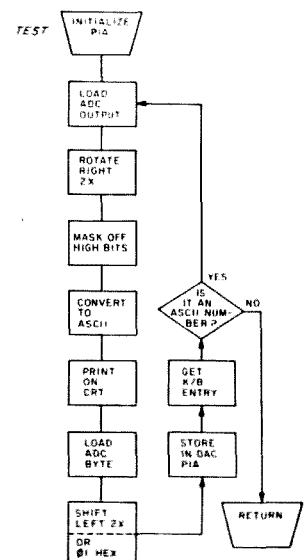 TEST
INITIALIZE
PIA
LOAD
ADC
OUTPUT
ROTATE
RIGHT
2X
MASK OFF
HIGH BITS
CONVERT
TO
ASCII
PRINT
ON
CRT
LOAD
ADC
BYTE
SHIFT
LEFT 2X
OR
Ø1 HEX
STORE
IN DAC
PIA
GET
K/B
ENTRY
IS
IT AN
ASCII NUM-
BER ?
YES
NO
RETURN